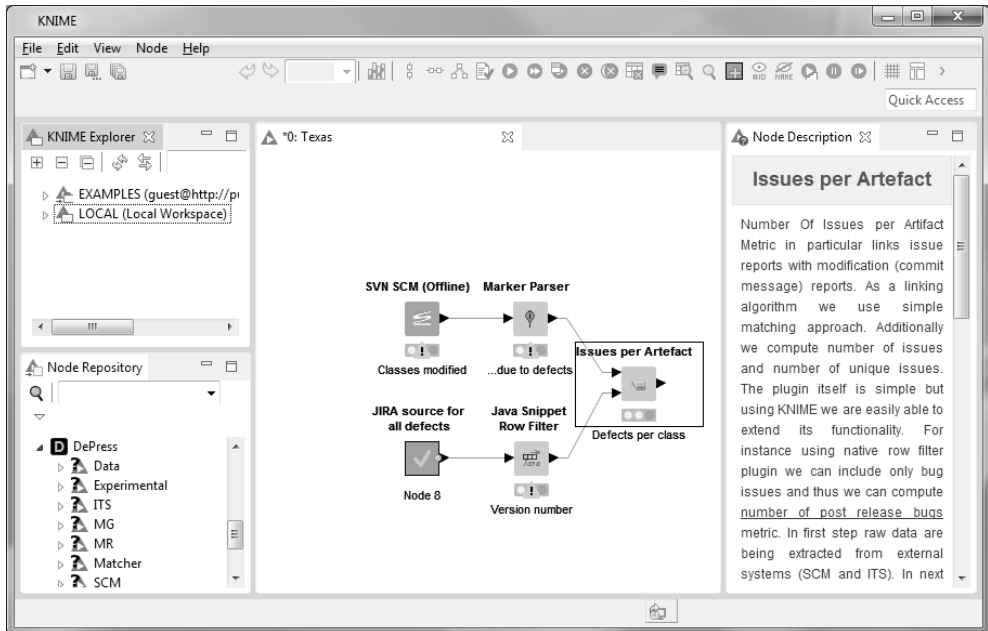 KNIME
File Edit View Node Help
Quick Access
KNIME Explorer
EXAMPLES (guest@http://p
LOCAL (Local Workspace)
Node Repository
DePress
Data
Experimental
ITS
MG
MR
Matcher
SCM
*0: Texas
SVN SCM (Offline)
Classes modified
Marker Parser
...due to defects
Issues per Artefact
Defects per class
JIRA source for
all defects
Node 8
Java Snippet
Row Filter
Java
Version number
Node Description
Issues per Artefact
Number Of Issues per Artifact
Metric in particular links issue
reports with modification (commit
message) reports. As a linking
algorithm we use simple
matching approach. Additionally
we compute number of issues
and number of unique issues.
The plugin itself is simple but
using KNIME we are easily able to
extend its functionality. For
instance using native row filter
plugin we can include only bug
issues and thus we can compute
number of post release bugs
metric. In first step raw data are
being extracted from external
systems (SCM and ITS). In next